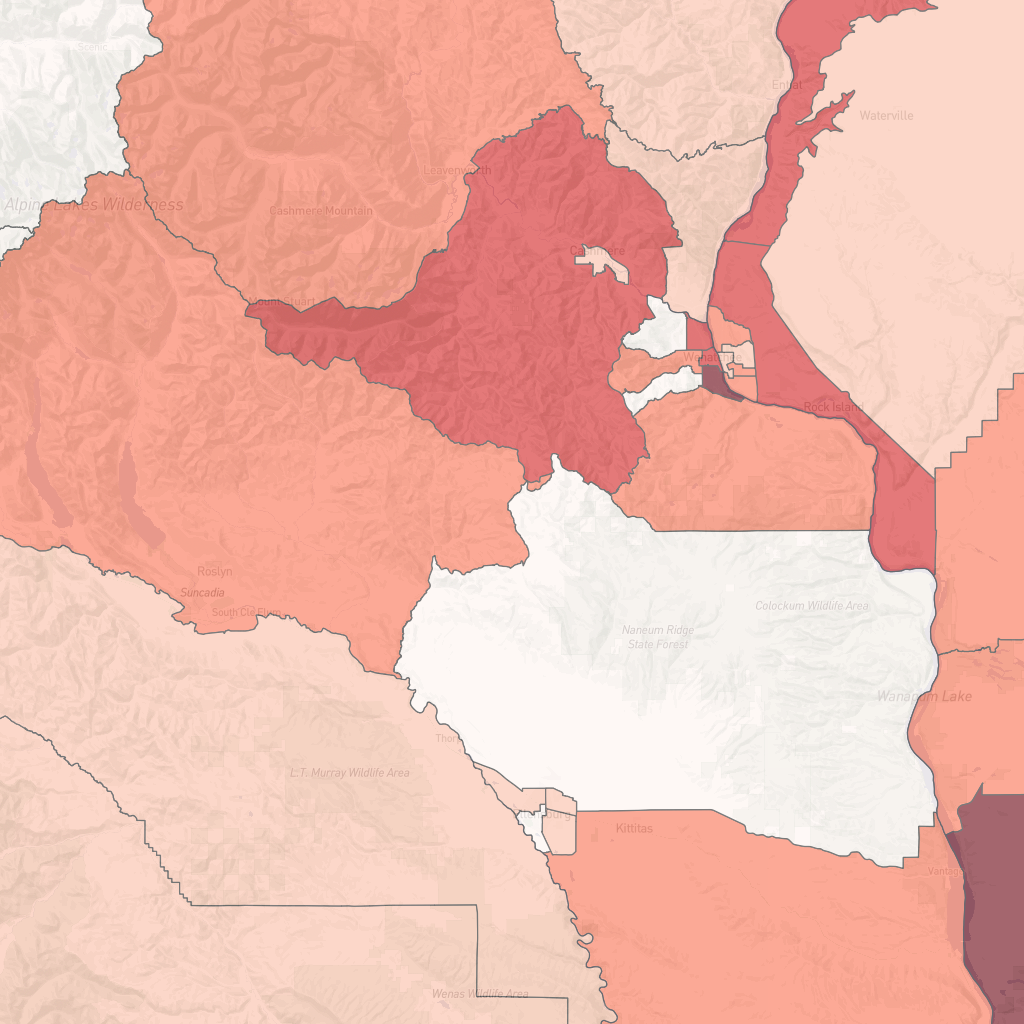 Scenic
Entiat
Waterville
Leavenworth
Alpine Lakes Wilderness
Cashmere Mountain
Cashmere
Mount Stuart
Wenatchee
Rock Island
Roslyn
Suncadia
South Cle Elum
Colockum Wildlife Area
Naneum Ridge
State Forest
Wanapum Lake
Thorp
L.T. Murray Wildlife Area
Kittitas
Vantage
Wenas Wildlife Area